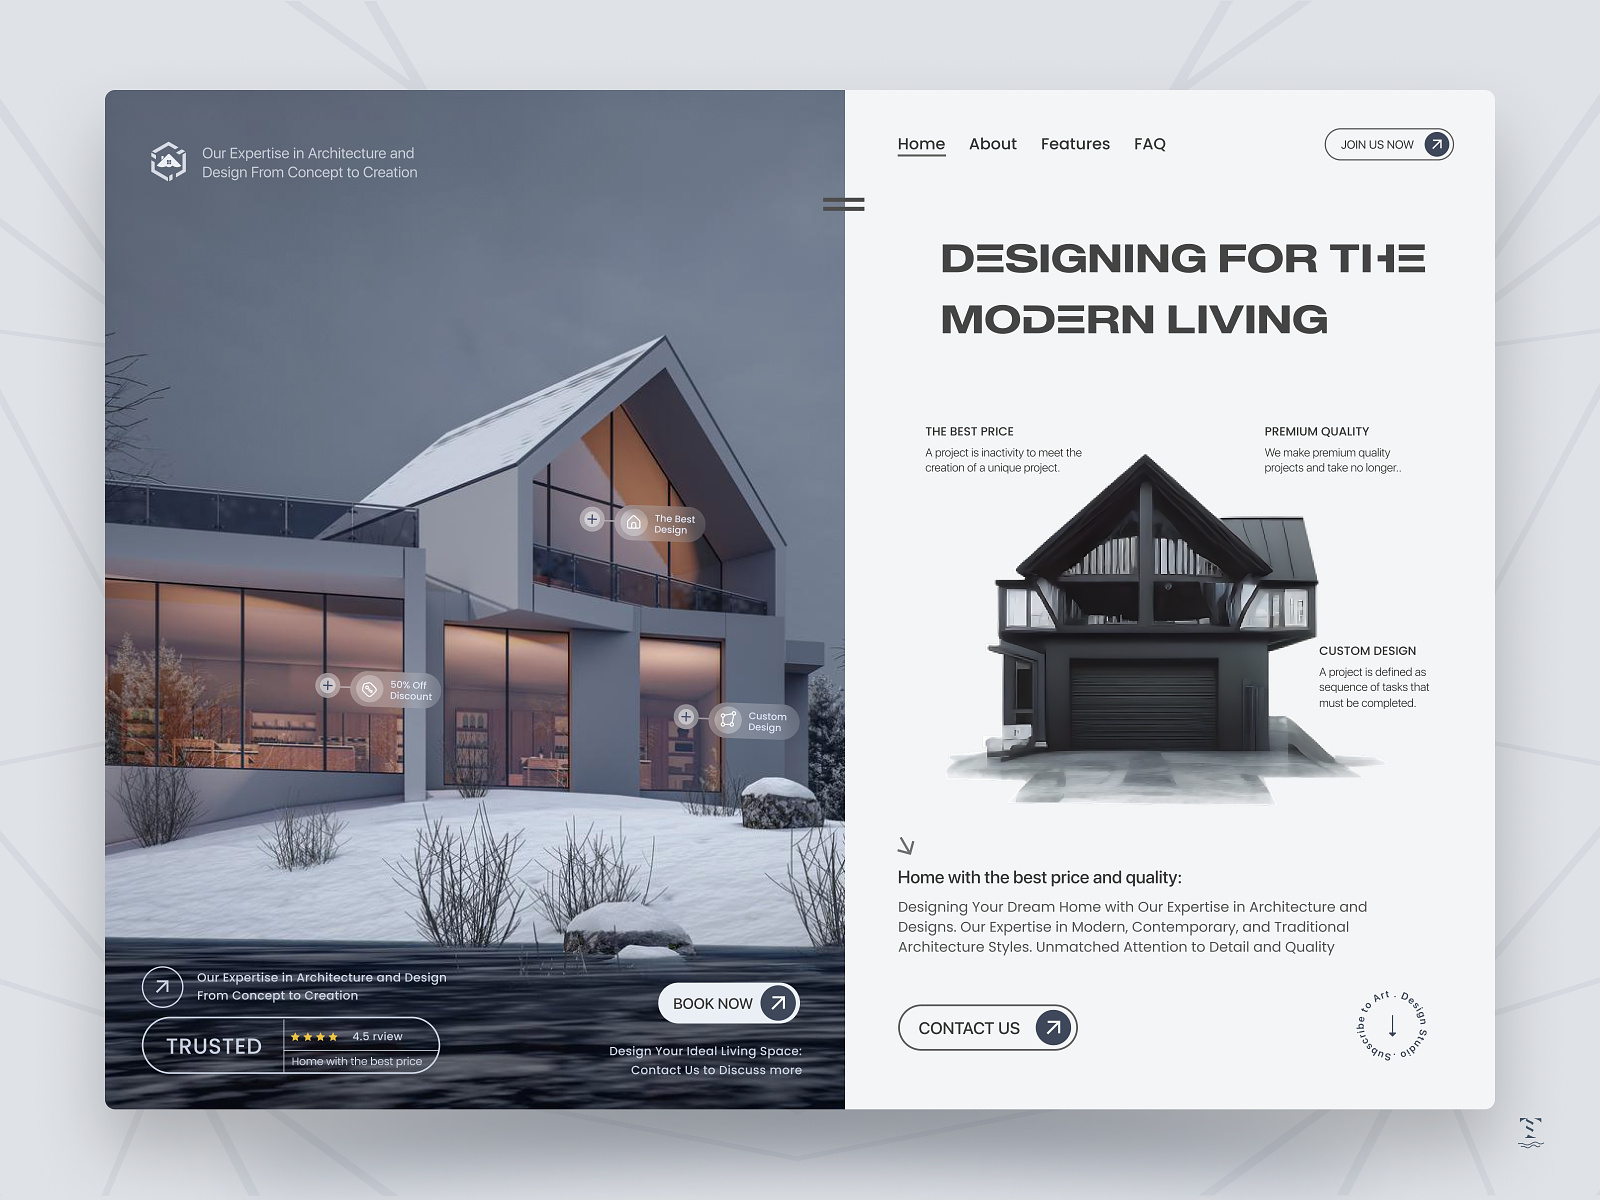 Our Expertise in Architecture and
Design From Concept to Creation
The Best
Design
50% Off
Discount
Custom
Design
Our Expertise in Architecture and Design
From Concept to Creation
TRUSTED
4.5 rview
Home with the best price
BOOK NOW
Design Your Ideal Living Space:
Contact Us to Discuss more
Home About Features FAQ
JOIN US NOW
DESIGNING FOR THE
MODERN LIVING
THE BEST PRICE
A project is inactivity to meet the
creation of a unique project.
PREMIUM QUALITY
We make premium quality
projects and take no longer..
CUSTOM DESIGN
A project is defined as
sequence of tasks that
must be completed.
Home with the best price and quality:
Designing Your Dream Home with Our Expertise in Architecture and
Designs. Our Expertise in Modern, Contemporary, and Traditional
Architecture Styles. Unmatched Attention to Detail and Quality
CONTACT US
Subscribe to Art . Design Studio .